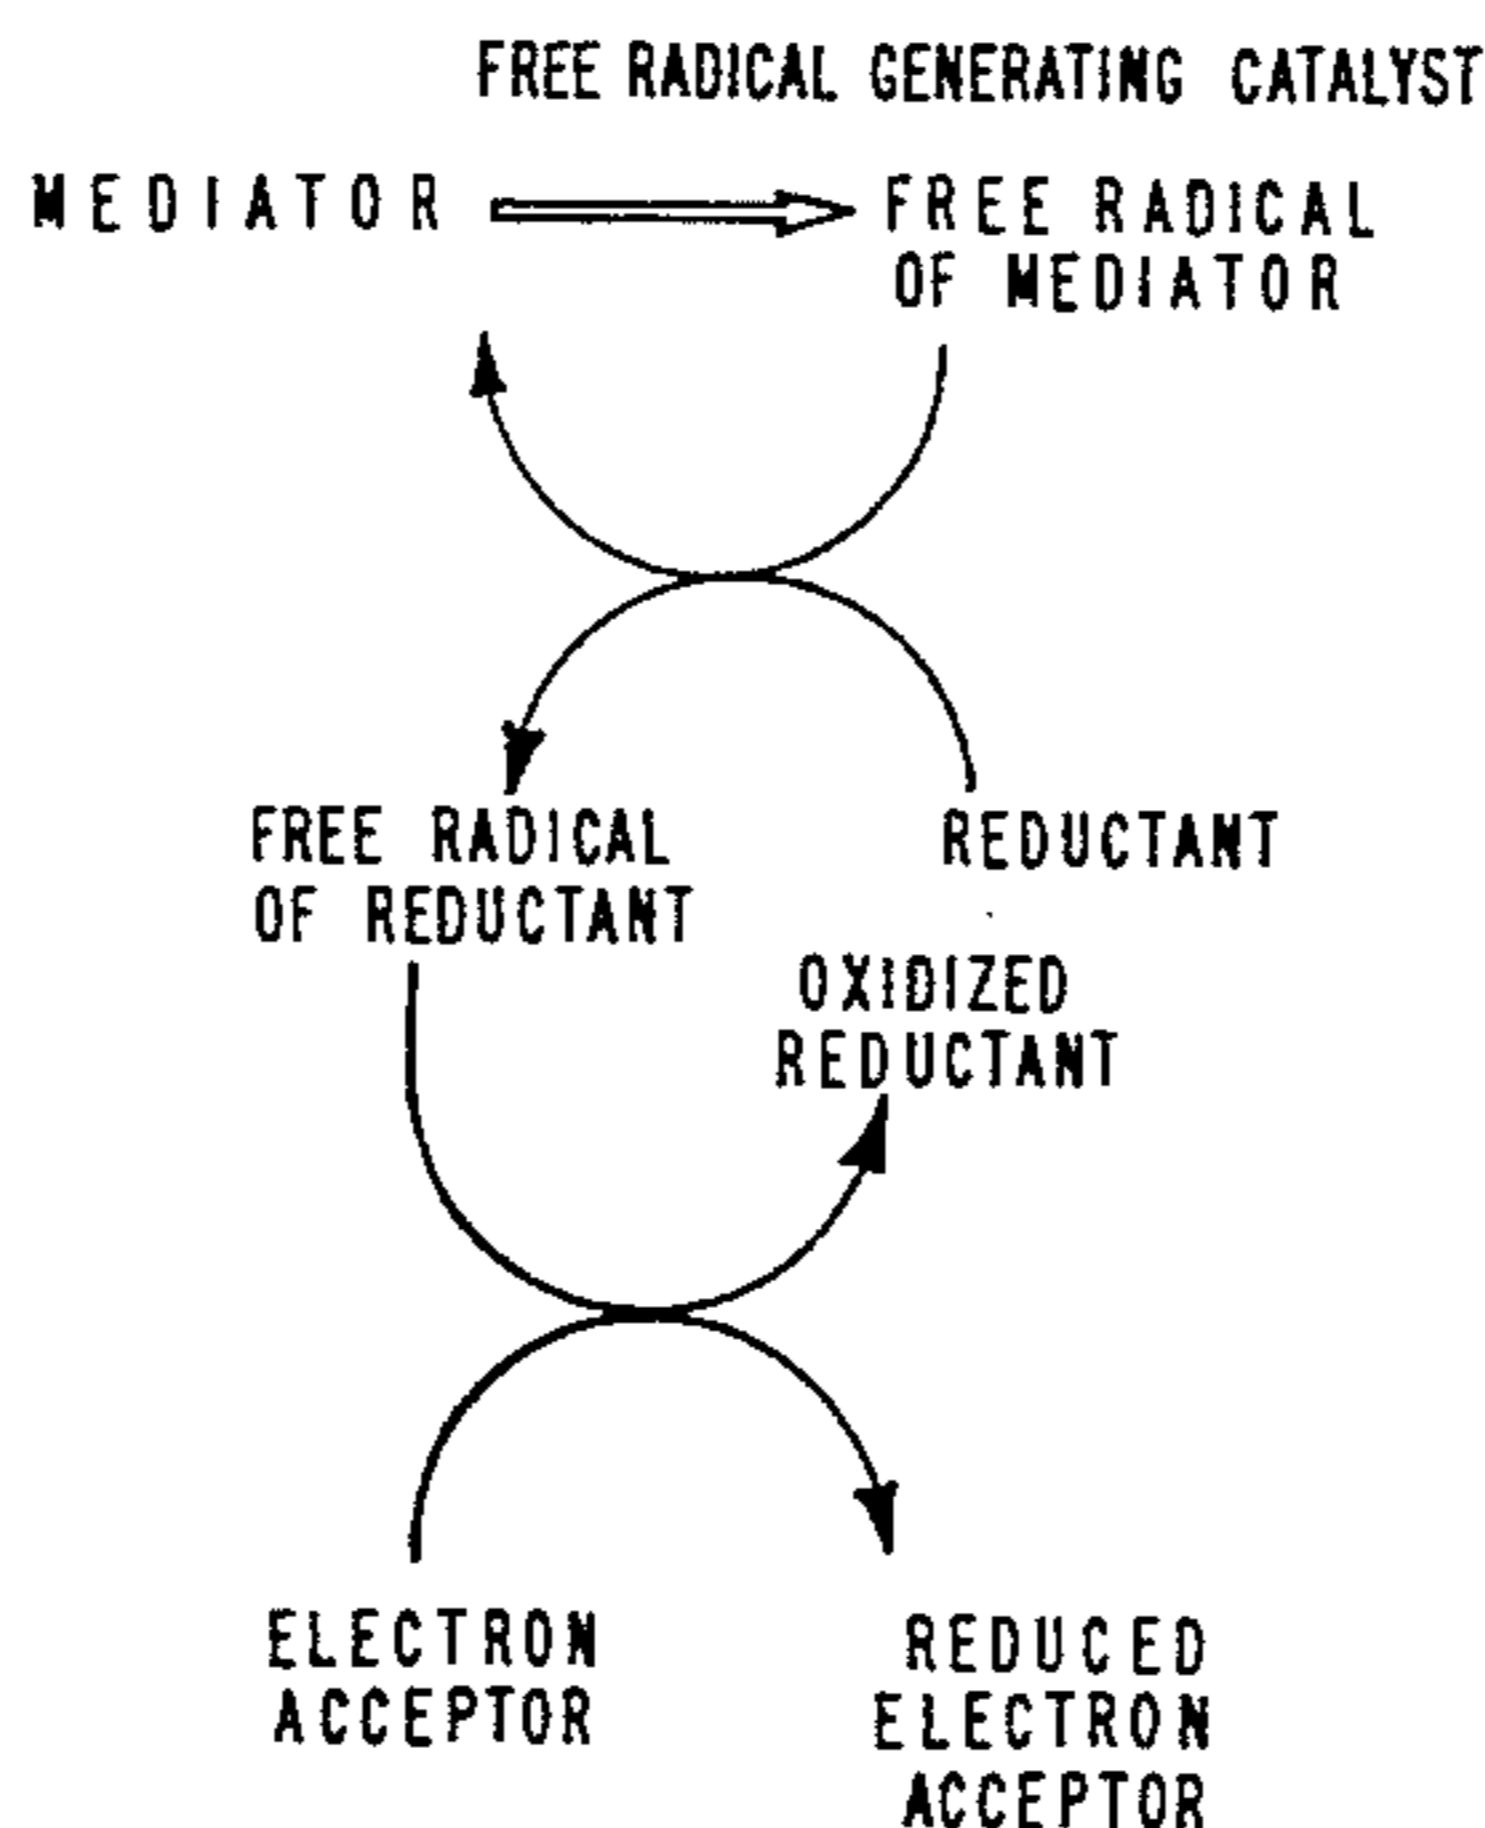 FREE RADICAL GENERATING CATALYST
MEDIATOR
FREE RADICAL
OF MEDIATOR
FREE RADICAL
OF REDUCTANT
REDUCTANT
OXIDIZED
REDUCTANT
ELECTRON
ACCEPTOR
REDUCED
ELECTRON
ACCEPTOR